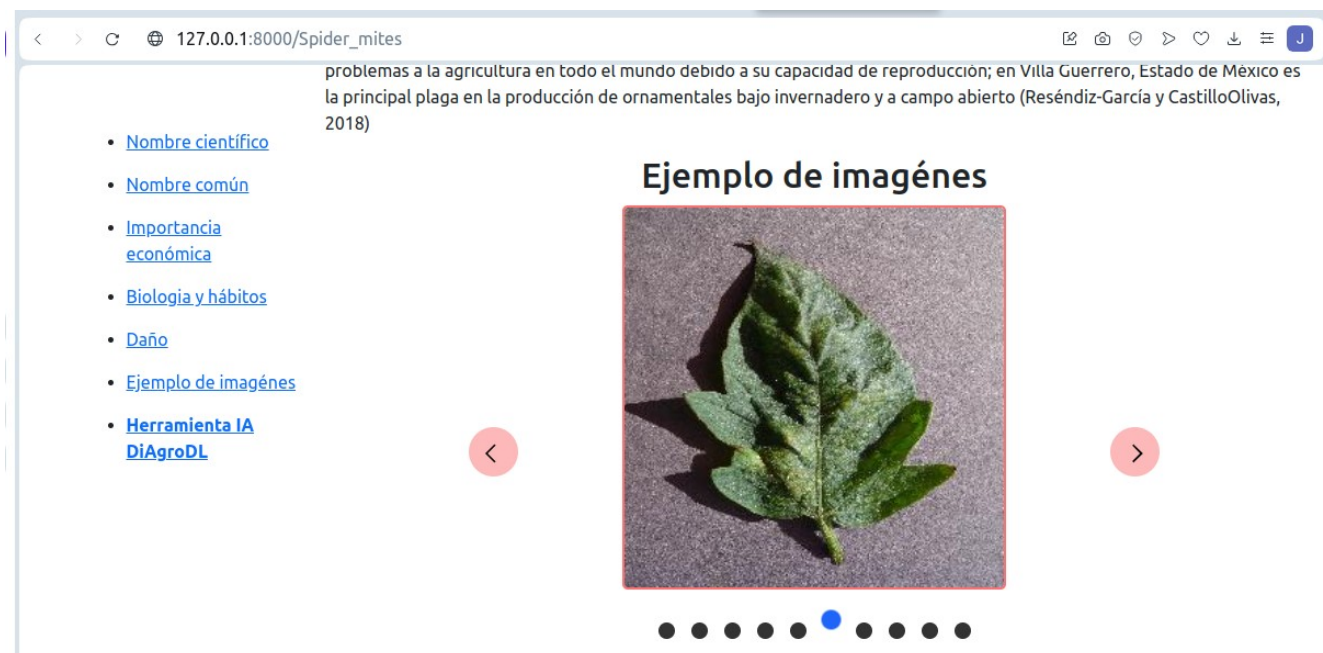 127.0.0.1:8000/Spider_mites
J
problemas a la agricultura en todo el mundo debido a su capacidad de reproducción; en Villa Guerrero, Estado de México es
la principal plaga en la producción de ornamentales bajo invernadero y a campo abierto (Reséndiz-García y CastilloOlivas,
2018)
Nombre científico
Nombre común
Importancia
económica
Biologia y hábitos
Daño
Ejemplo de imagénes
Herramienta IA
DiAgroDL
Ejemplo de imagénes